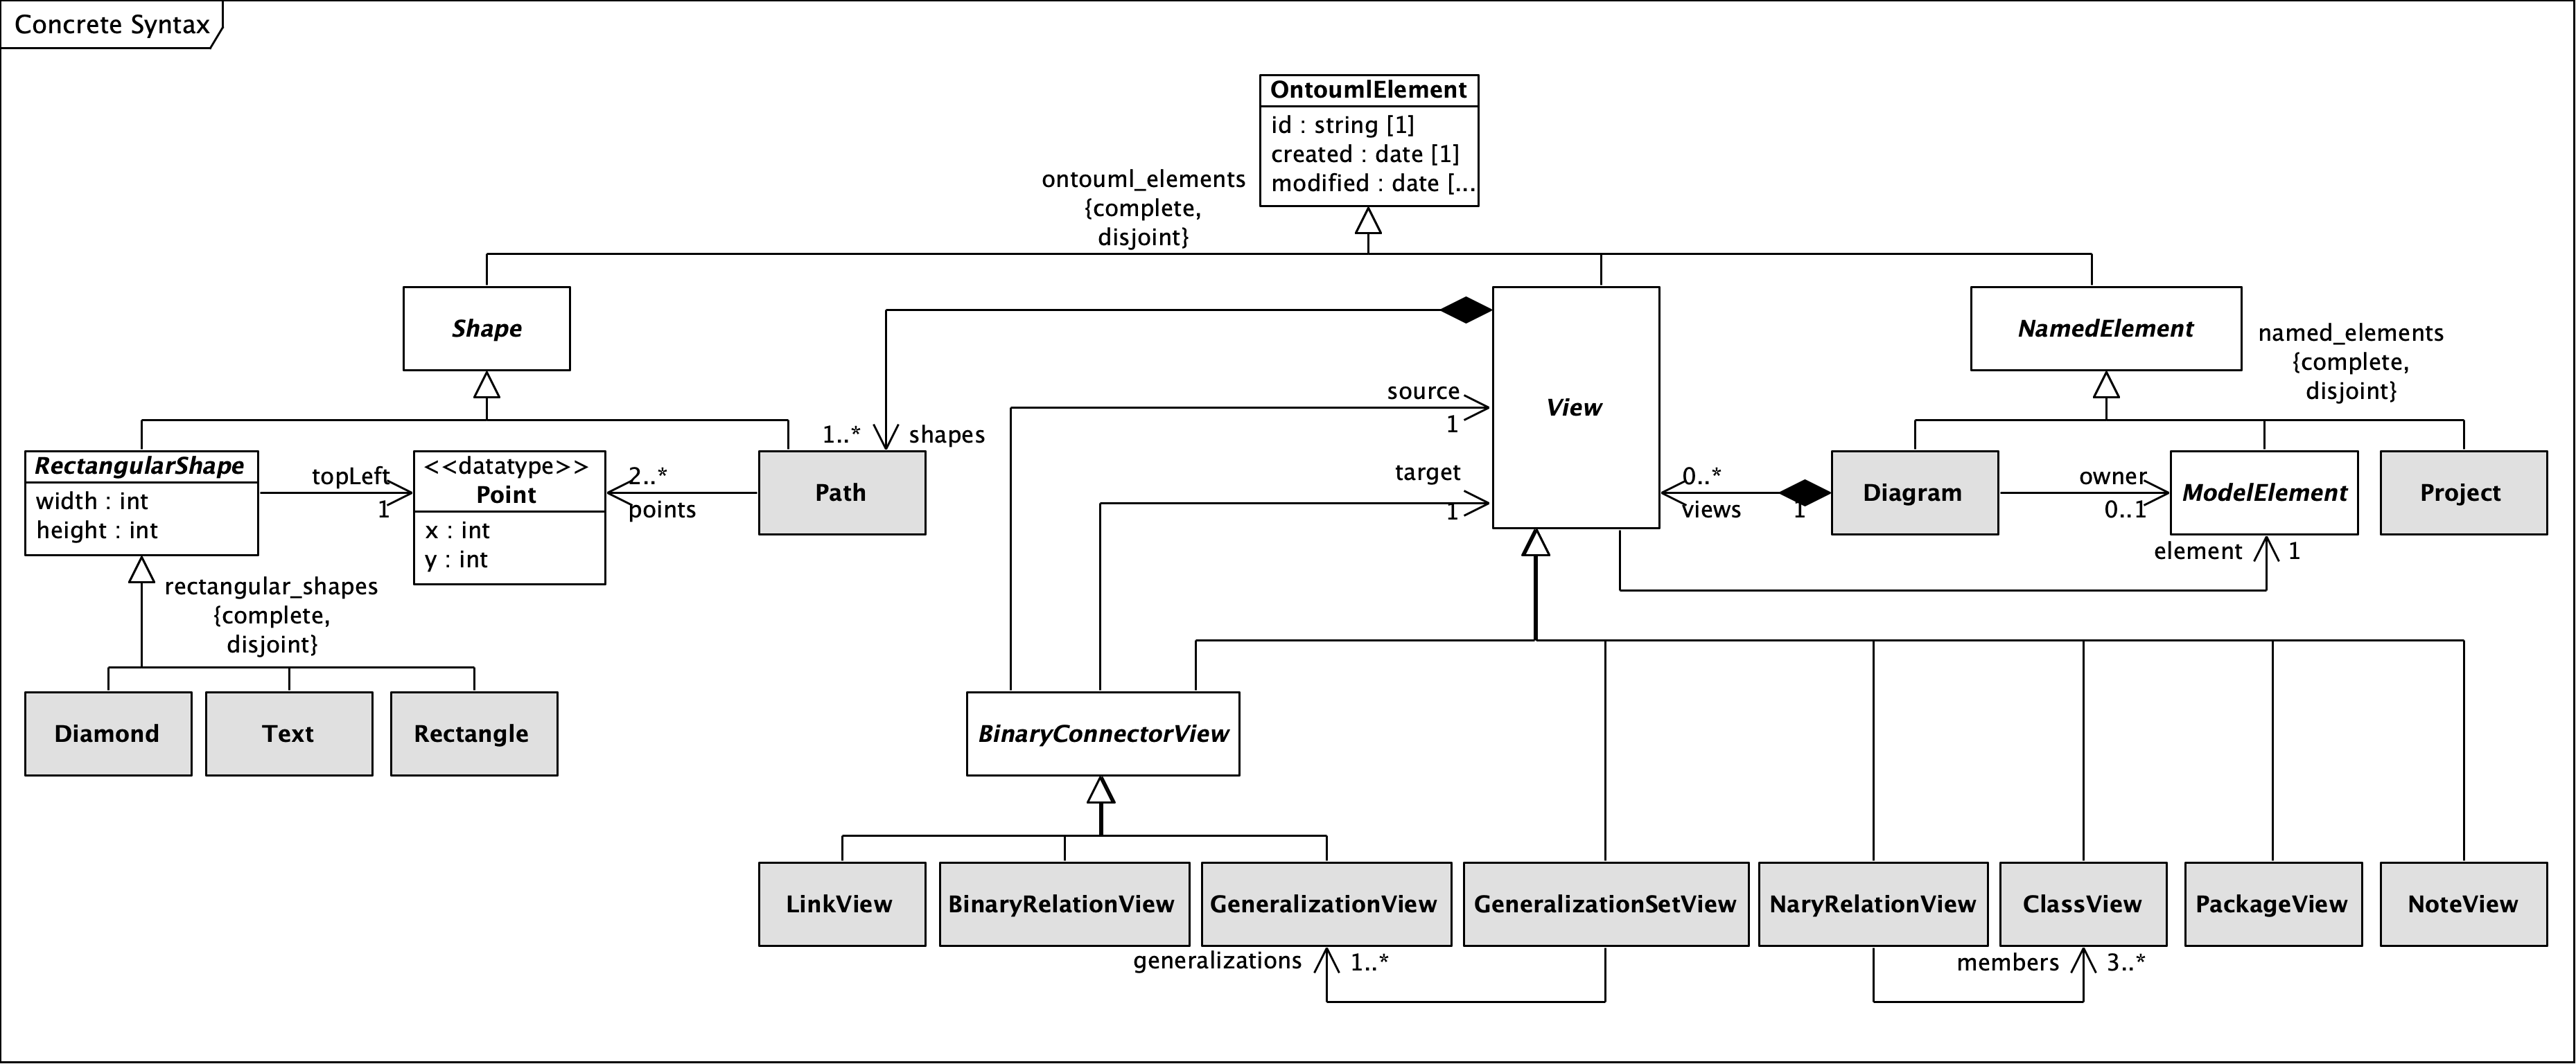 Concrete Syntax
OntoumlElement
id : string [1]
created : date [1]
modified : date [...
ontouml_elements
{complete,
disjoint}
Shape
View
NamedElement
named_elements
{complete,
disjoint}
source
1
target
1
1..*
shapes
RectangularShape
width : int
height : int
topLeft
1
<<datatype>>
Point
x : int
y : int
2..*
points
Path
0..*
views
1
Diagram
owner
0..1
ModelElement
Project
element
1
rectangular_shapes
{complete,
disjoint}
Diamond
Text
Rectangle
BinaryConnectorView
LinkView
BinaryRelationView
GeneralizationView
GeneralizationSetView
NaryRelationView
ClassView
PackageView
NoteView
generalizations
1..*
members
3..*